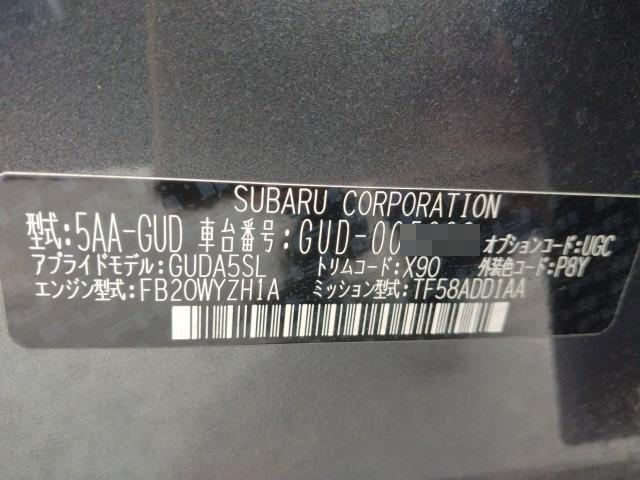 SUBARU CORPORATION
型式:5AA-GUD 車台番号:GUD-00 オプションコード:UGC
アプライドモデル:GUDA5SL トリムコード:X90 外装色コード:P8Y
エンジン型式:FB20WYZH1A ミッション型式:TF58ADD1AA